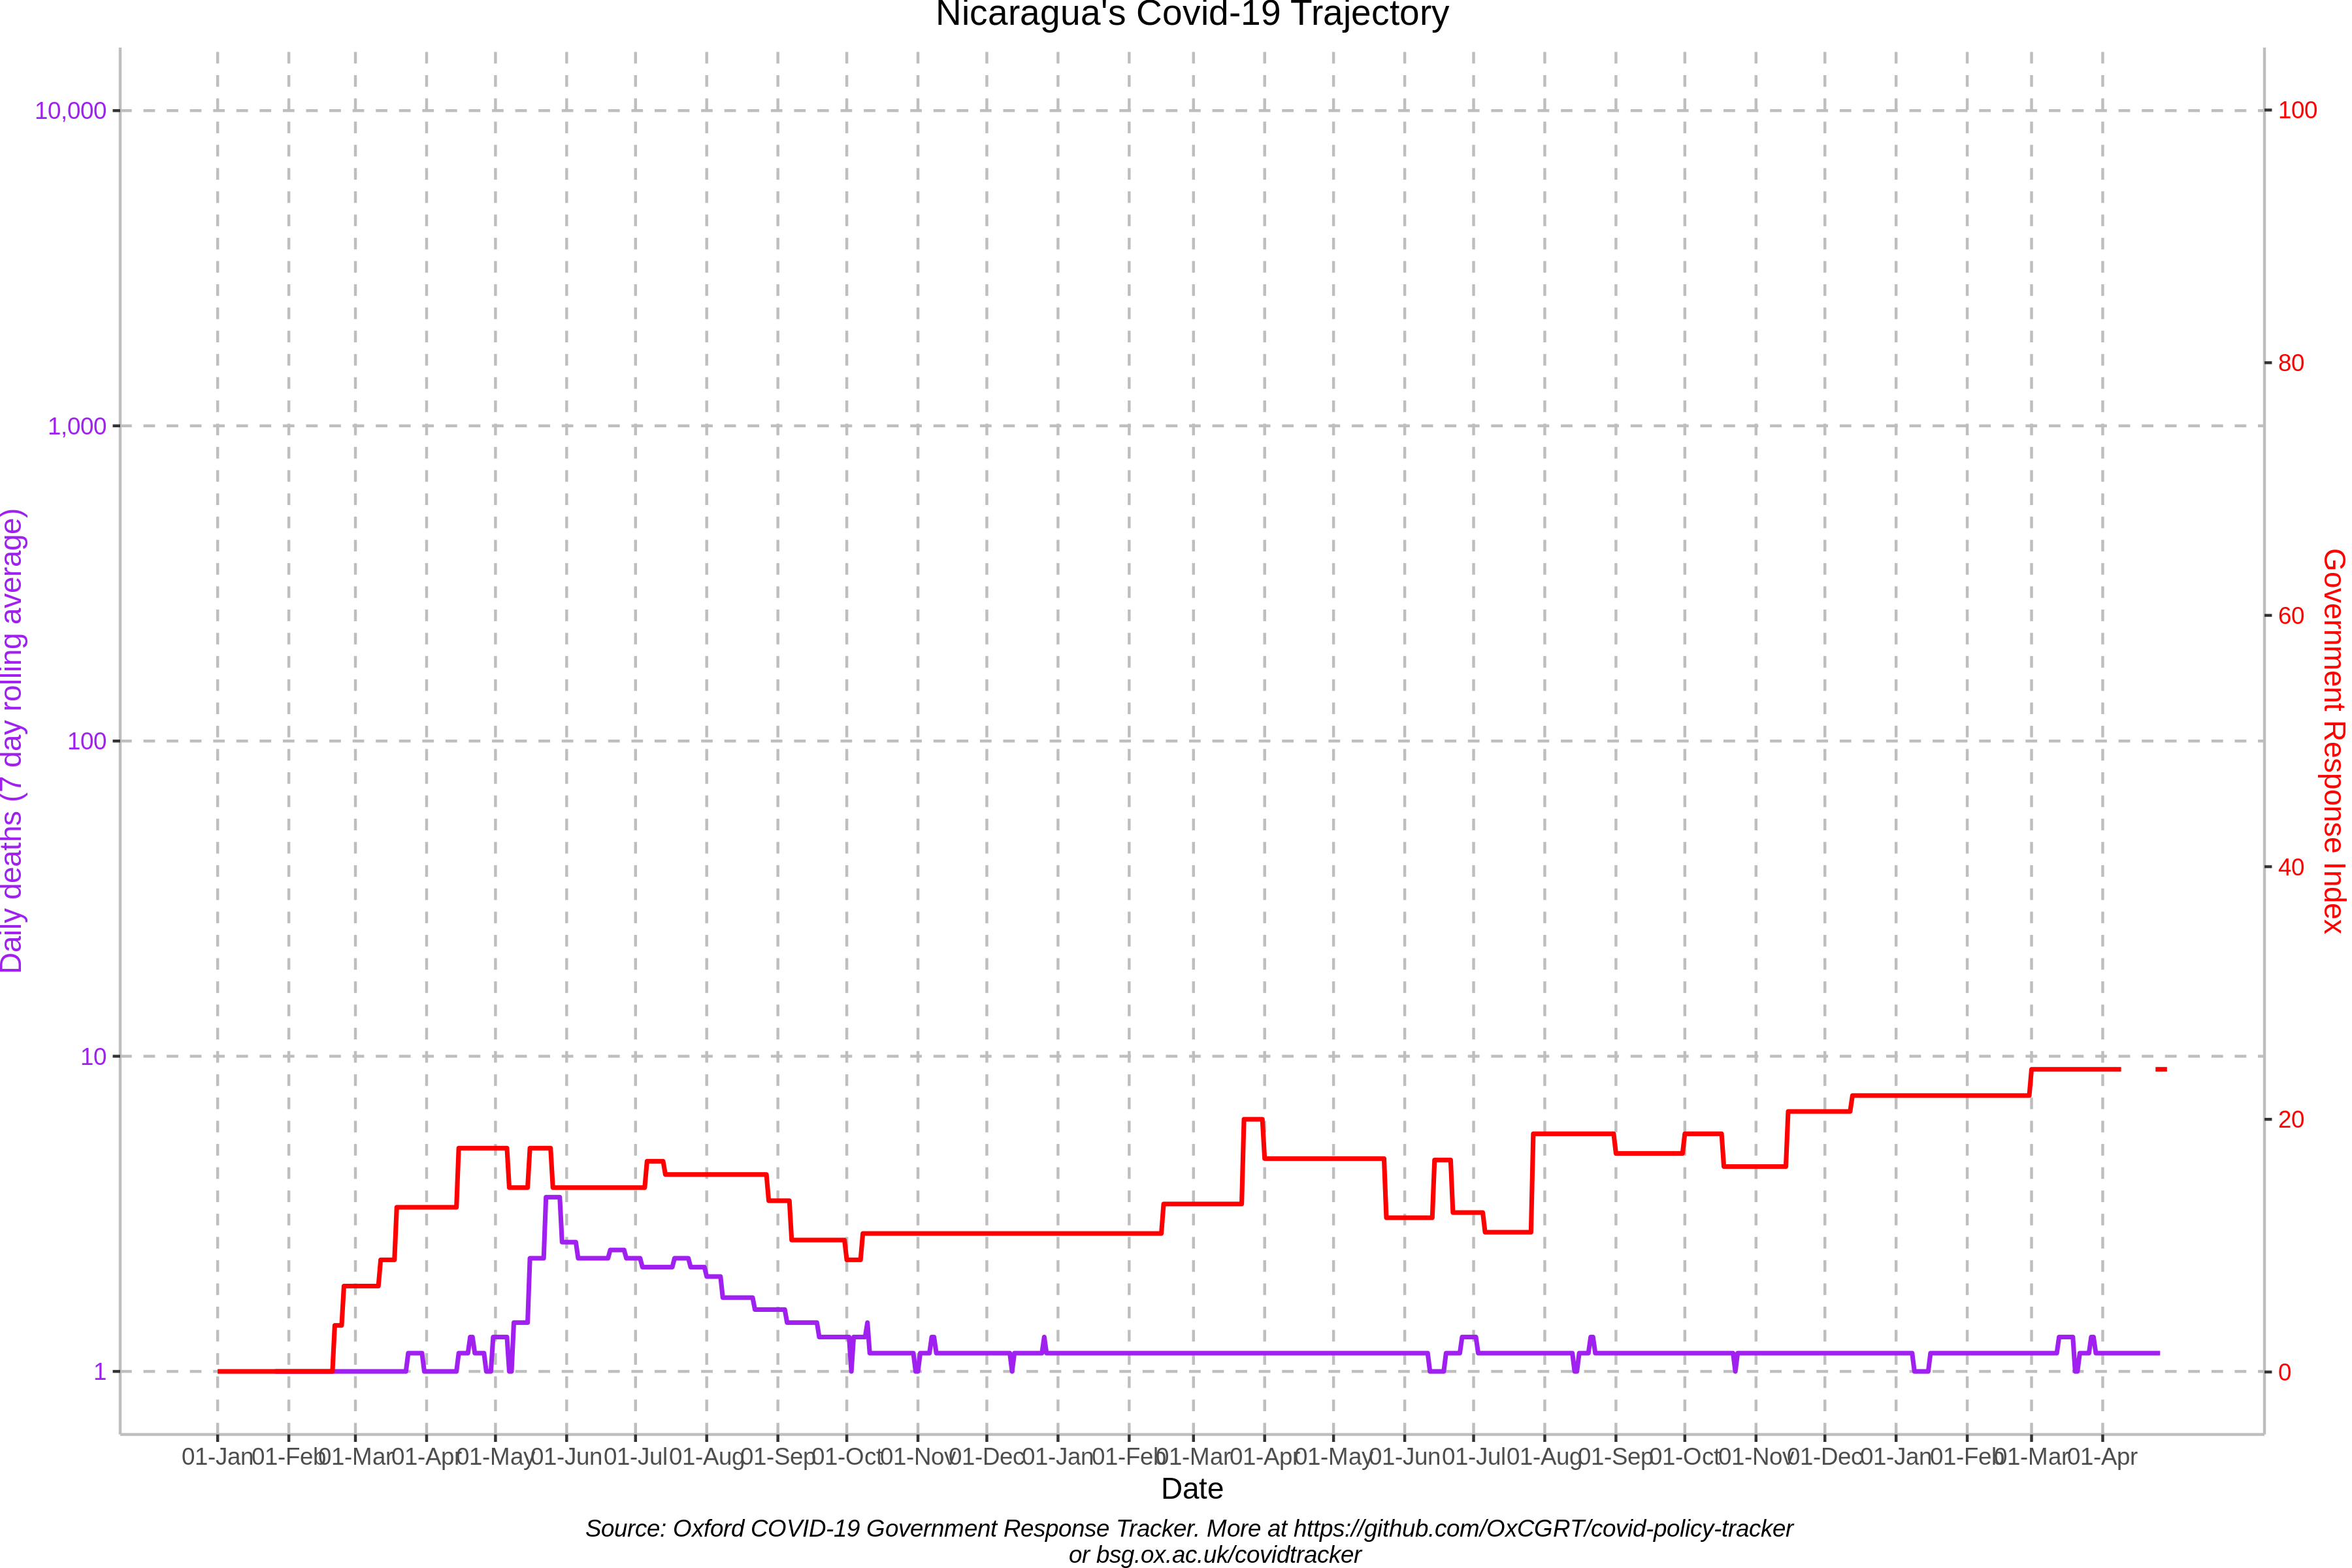 Nicaragua's Covid-19 Trajectory
10,000
1,000
100
10
1
Daily deaths (7 day rolling average)
100
80
60
40
20
0
Government Response Index
01-Jan 01-Feb 01-Mar 01-Apr 01-May 01-Jun 01-Jul 01-Aug 01-Sep 01-Oct 01-Nov 01-Dec 01-Jan 01-Feb 01-Mar 01-Apr 01-May 01-Jun 01-Jul 01-Aug 01-Sep 01-Oct 01-Nov 01-Dec 01-Jan 01-Feb 01-Mar 01-Apr
Date
Source: Oxford COVID-19 Government Response Tracker. More at https://github.com/OxCGRT/covid-policy-tracker
or bsg.ox.ac.uk/covidtracker